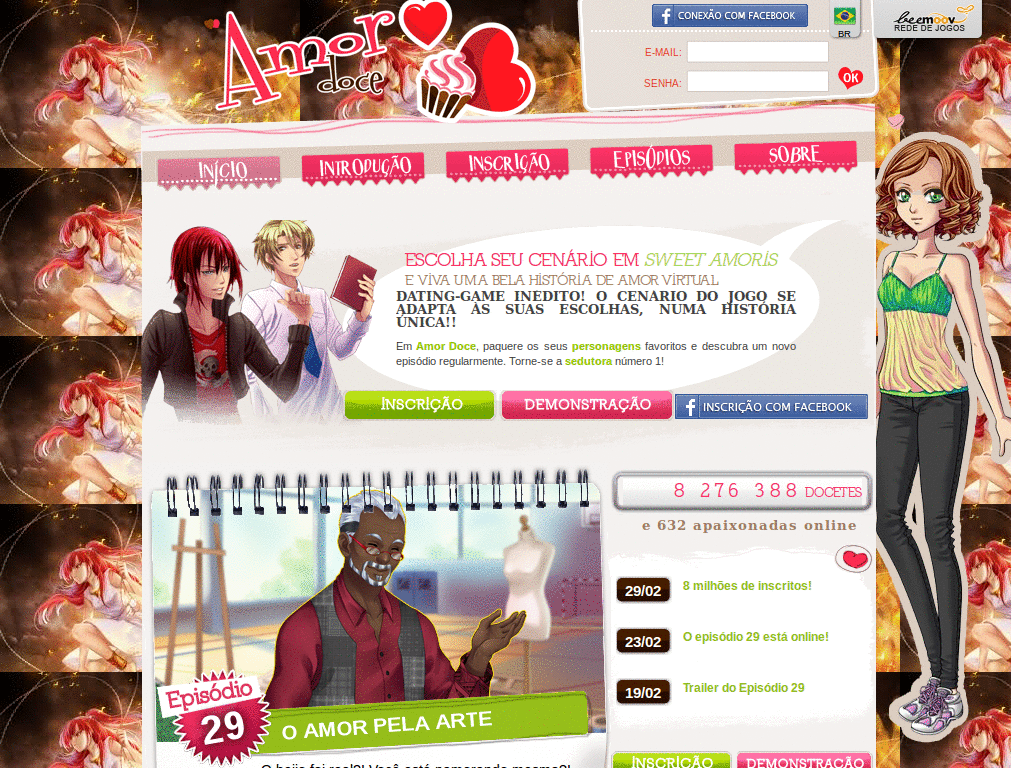 Amor doce
CONEXÃO COM FACEBOOK
BR
beemoov
REDE DE JOGOS
E-MAIL:
SENHA:
OK
INÍCIO
INTRODUÇÃO
INSCRIÇÃO
EPISÓDIOS
SOBRE
ESCOLHA SEU CENÁRIO EM SWEET AMORIS
E VIVA UMA BELA HISTÓRIA DE AMOR VIRTUAL
DATING-GAME INÉDITO! O CENÁRIO DO JOGO SE
ADAPTA ÀS SUAS ESCOLHAS, NUMA HISTÓRIA
ÚNICA!!
Em Amor Doce, paquere os seus personagens favoritos e descubra um novo
episódio regularmente. Torne-se a sedutora número 1!
INSCRIÇÃO
DEMONSTRAÇÃO
INSCRIÇÃO COM FACEBOOK
8 276 388 DOCETES
e 632 apaixonadas online
29/02
8 milhões de inscritos!
23/02
O episódio 29 está online!
19/02
Trailer do Episódio 29
Episódio
29
O AMOR PELA ARTE
O beijo foi real?! Você está namorando mesmo?!
INSCRIÇÃO
DEMONSTRAÇÃO